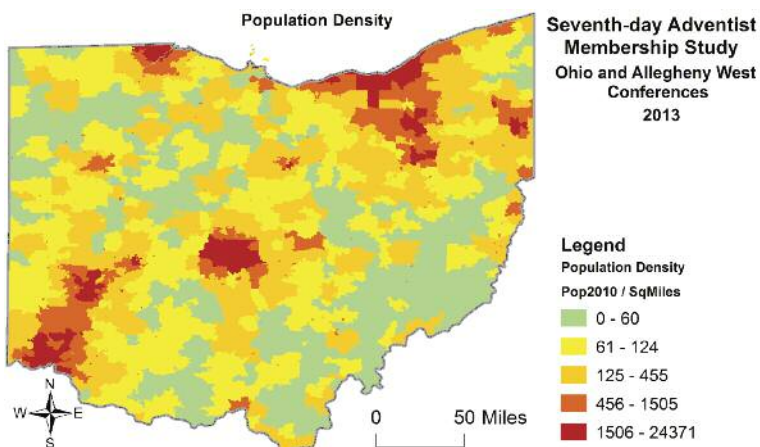 Population Density
Seventh-day Adventist
Membership Study
Ohio and Allegheny West
Conferences
2013
Legend
Population Density
Pop2010 / SqMiles
0 - 60
61 - 124
125 - 455
456 - 1505
1506 - 24371
N
W E
S
0 50 Miles